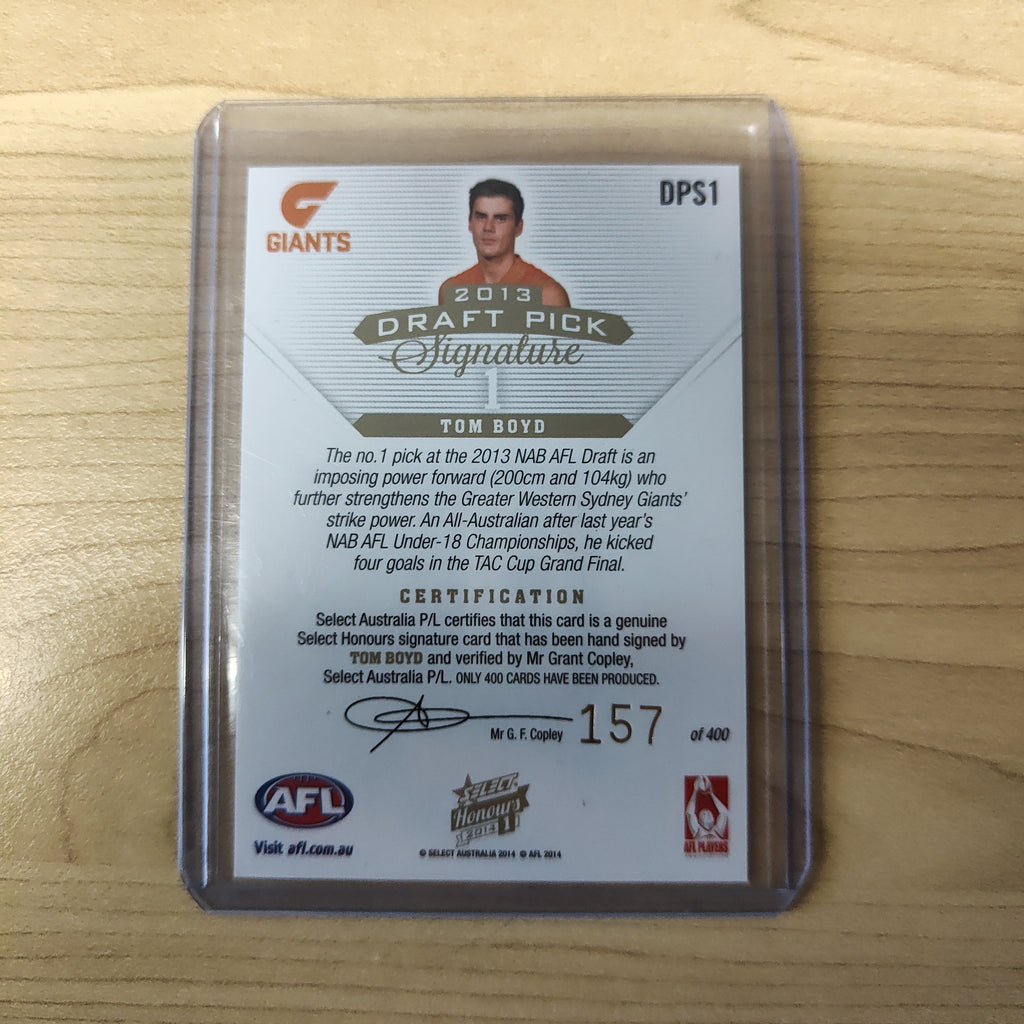 GIANTS
DPS1
2013
DRAFT PICK
Signature
1
TOM BOYD
The no.1 pick at the 2013 NAB AFL Draft is an
imposing power forward (200cm and 104kg) who
further strengthens the Greater Western Sydney Giants'
strike power. An All-Australian after last year's
NAB AFL Under-18 Championships, he kicked
four goals in the TAC Cup Grand Final.
CERTIFICATION
Select Australia P/L certifies that this card is a genuine
Select Honours signature card that has been hand signed by
TOM BOYD and verified by Mr Grant Copley,
Select Australia P/L. ONLY 400 CARDS HAVE BEEN PRODUCED.
Mr G. F. Copley 157 of 400
AFL
Visit afl.com.au
SELECT
Honours
2014 1
© SELECT AUSTRALIA 2014 © AFL 2014
AFL PLAYERS